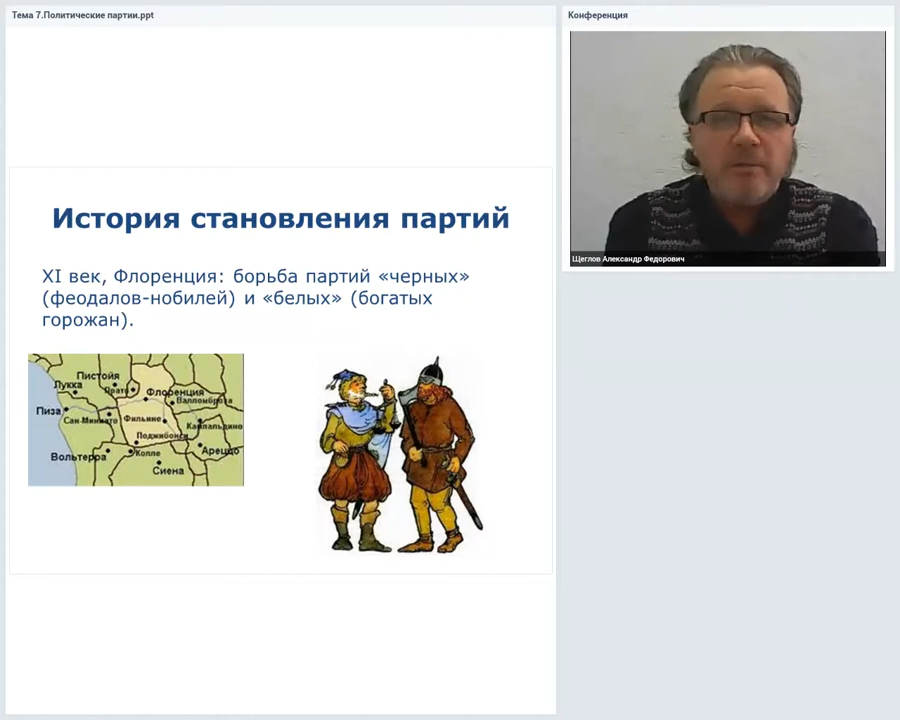 Тема 7.Политические партии.ppt
Конференция
Щеглов Александр Федорович
История становления партий
XI век, Флоренция: борьба партий «черных»
(феодалов-нобилей) и «белых» (богатых
горожан).
Пистойя
Лукка
Прато
Флоренция
Валломброза
Пиза
Сан-Миниато
Фильине
Кампальдино
Поджибонси
Вольтерра
Колле
Ареццо
Сиена